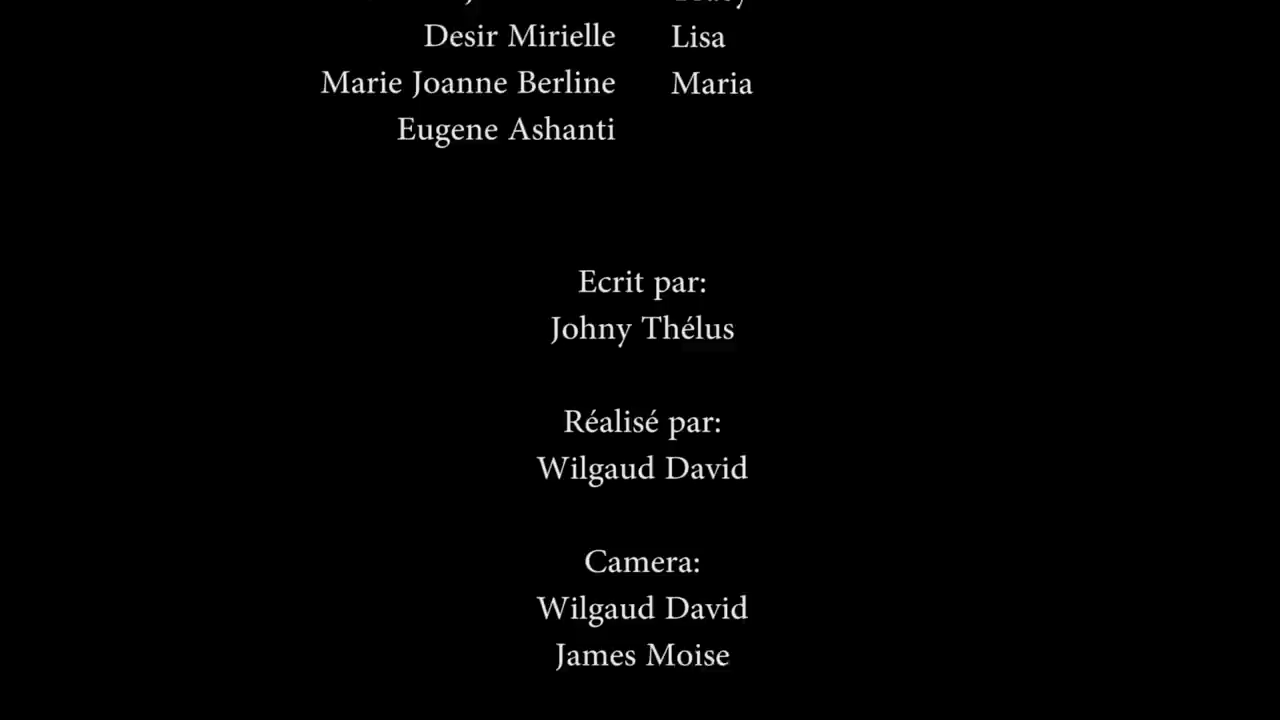 Desir Mirielle Lisa
Marie Joanne Berline Maria
Eugene Ashanti
Ecrit par:
Johny Thélus
Réalisé par:
Wilgaud David
Camera:
Wilgaud David
James Moise